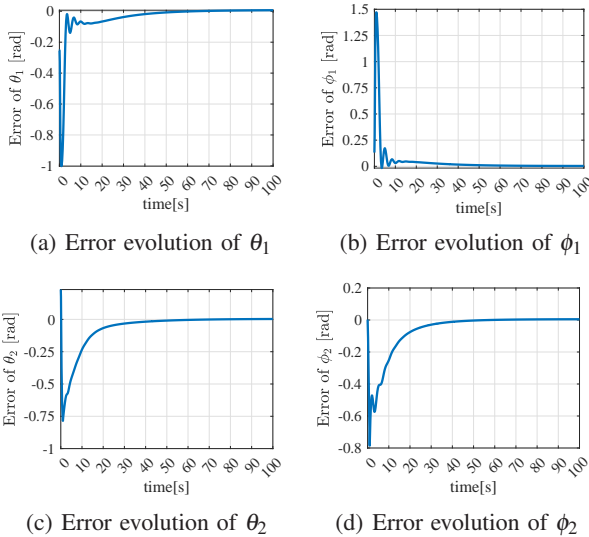 0
-0.2
-0.4
-0.6
-0.8
-1
Error of θ₁ [rad]
0 10 20 30 40 50 60 70 80 90 100
time[s]
(a) Error evolution of θ₁
1.5
1.25
1
0.75
0.5
0.25
0
Error of ϕ₁ [rad]
0 10 20 30 40 50 60 70 80 90 100
time[s]
(b) Error evolution of ϕ₁
0
-0.25
-0.5
-0.75
-1
Error of θ₂ [rad]
0 10 20 30 40 50 60 70 80 90 100
time[s]
(c) Error evolution of θ₂
0.2
0
-0.2
-0.4
-0.6
-0.8
Error of ϕ₂ [rad]
0 10 20 30 40 50 60 70 80 90 100
time[s]
(d) Error evolution of ϕ₂